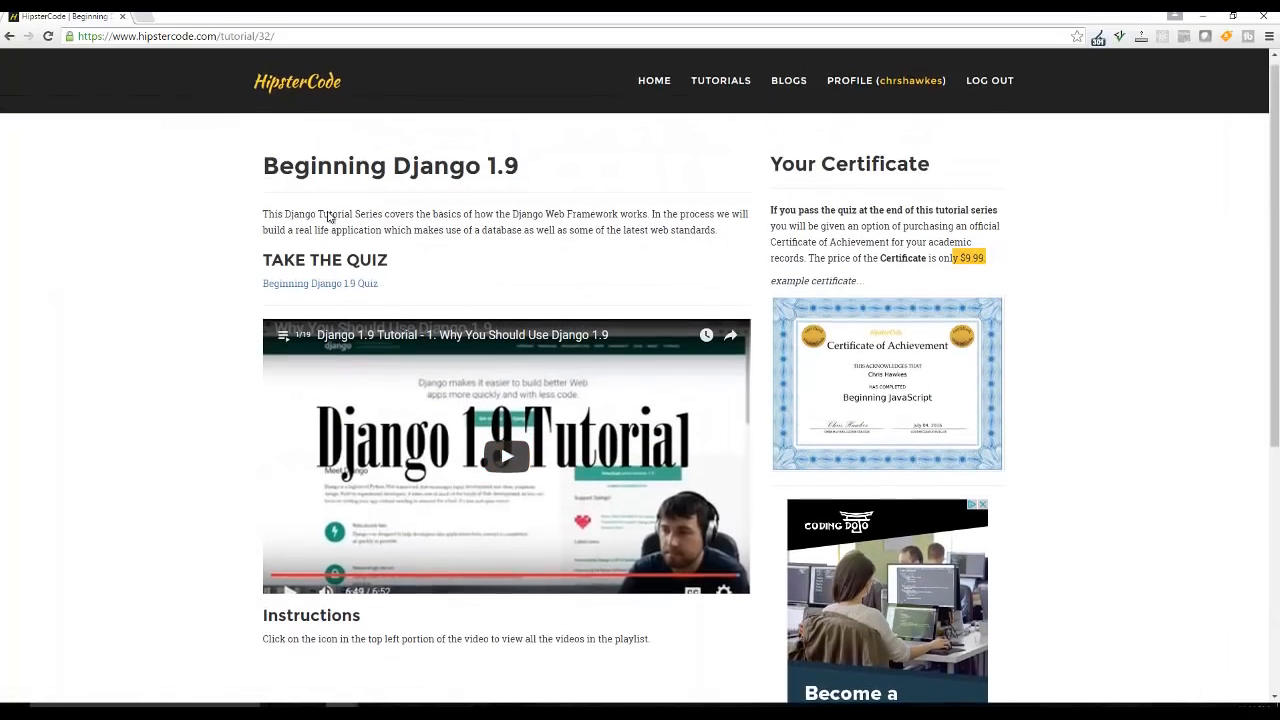 HipsterCode | Beginning
https://www.hipstercode.com/tutorial/32/
HipsterCode
HOME TUTORIALS BLOGS PROFILE (chrshawkes) LOG OUT
Beginning Django 1.9
This Django Tutorial Series covers the basics of how the Django Web Framework works. In the process we will
build a real life application which makes use of a database as well as some of the latest web standards.
TAKE THE QUIZ
Beginning Django 1.9 Quiz
1/19 Django 1.9 Tutorial - 1. Why You Should Use Django 1.9
django
Django makes it easier to build better Web
apps more quickly and with less code.
Django 1.9 Tutorial
Meet Django
6:49 / 6:52
CC
Instructions
Click on the icon in the top left portion of the video to view all the videos in the playlist.
Your Certificate
If you pass the quiz at the end of this tutorial series
you will be given an option of purchasing an official
Certificate of Achievement for your academic
records. The price of the Certificate is only $9.99.
example certificate...
HipsterCode
Certificate of Achievement
THIS ACKNOWLEDGES THAT
Chris Hawkes
HAS COMPLETED
Beginning JavaScript
Chris Hawkes
July 04, 2016
CODING DOJO
Become a